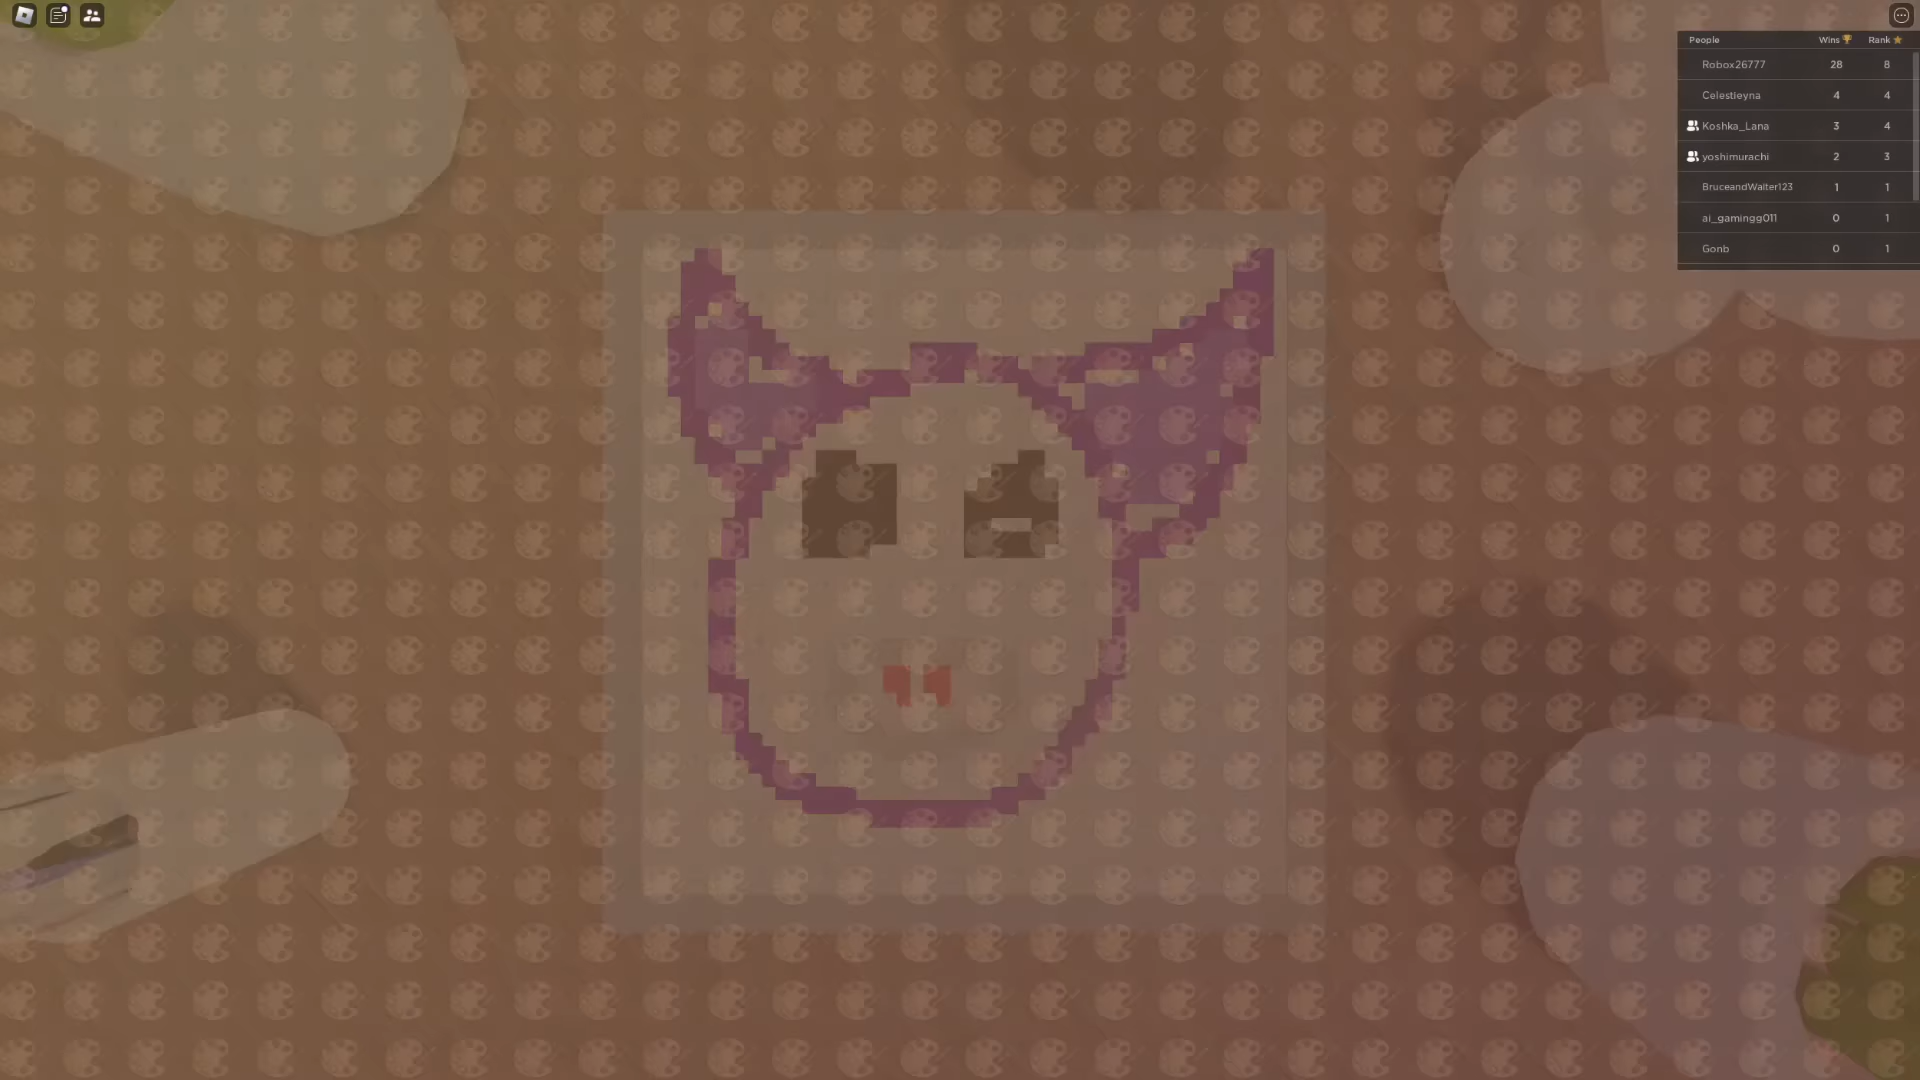 People Wins Rank
Robox26777 28 8
Celestieyna 4 4
Koshka_Lana 3 4
yoshimurachi 2 3
BruceandWalter123 1 1
ai_gamingg011 0 1
Gonb 0 1